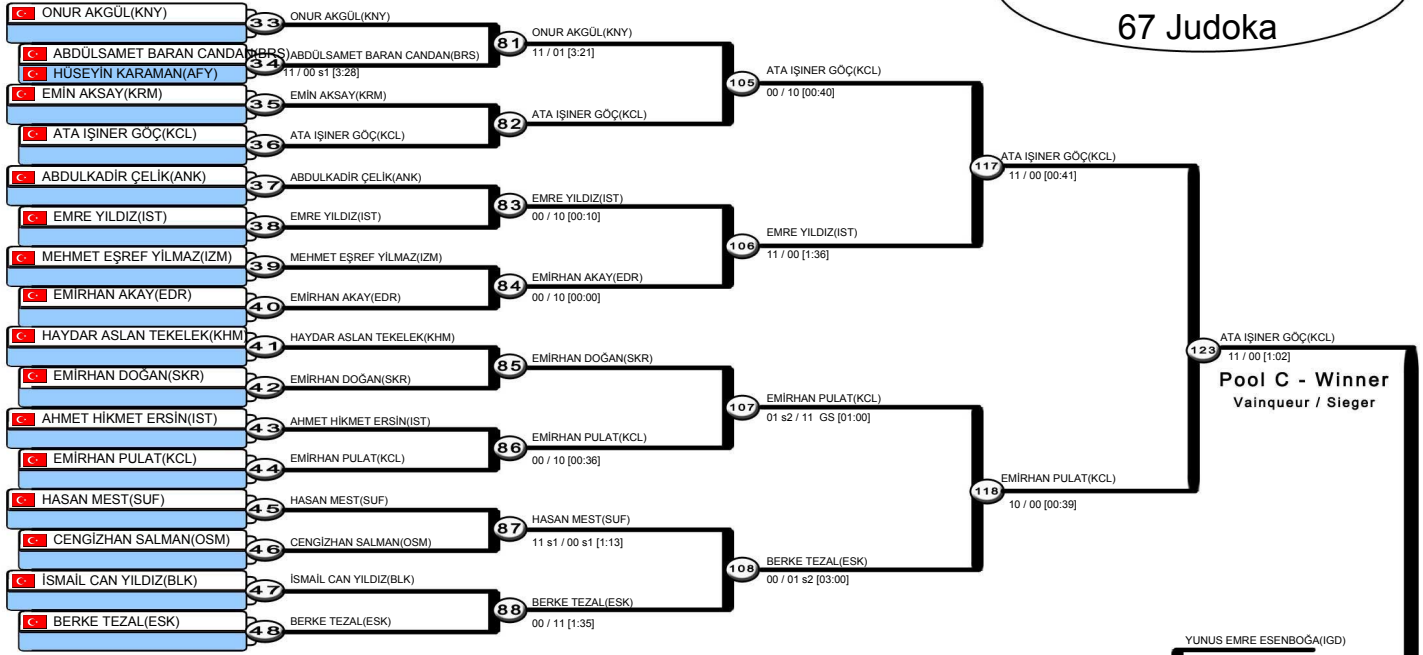 67 Judoka
ONUR AKGÜL(KNY)
33
ONUR AKGÜL(KNY)
ABDÜLSAMET BARAN CANDAN(BRS)
34
ABDÜLSAMET BARAN CANDAN(BRS)
HÜSEYİN KARAMAN(AFY)
11 / 00 s1 [3:28]
81
ONUR AKGÜL(KNY)
11 / 01 [3:21]
EMİN AKSAY(KRM)
35
EMİN AKSAY(KRM)
ATA IŞINER GÖÇ(KCL)
36
ATA IŞINER GÖÇ(KCL)
82
ATA IŞINER GÖÇ(KCL)
105
ATA IŞINER GÖÇ(KCL)
00 / 10 [00:40]
ABDULKADİR ÇELİK(ANK)
37
ABDULKADİR ÇELİK(ANK)
EMRE YILDIZ(IST)
38
EMRE YILDIZ(IST)
83
EMRE YILDIZ(IST)
00 / 10 [00:10]
MEHMET EŞREF YİLMAZ(IZM)
39
MEHMET EŞREF YİLMAZ(IZM)
EMİRHAN AKAY(EDR)
40
EMİRHAN AKAY(EDR)
84
EMİRHAN AKAY(EDR)
00 / 10 [00:00]
106
EMRE YILDIZ(IST)
11 / 00 [1:36]
117
ATA IŞINER GÖÇ(KCL)
11 / 00 [00:41]
HAYDAR ASLAN TEKELEK(KHM)
41
HAYDAR ASLAN TEKELEK(KHM)
EMİRHAN DOĞAN(SKR)
42
EMİRHAN DOĞAN(SKR)
85
EMİRHAN DOĞAN(SKR)
AHMET HİKMET ERSİN(IST)
43
AHMET HİKMET ERSİN(IST)
EMİRHAN PULAT(KCL)
44
EMİRHAN PULAT(KCL)
86
EMİRHAN PULAT(KCL)
00 / 10 [00:36]
107
EMİRHAN PULAT(KCL)
01 s2 / 11 GS [01:00]
HASAN MEST(SUF)
45
HASAN MEST(SUF)
CENGİZHAN SALMAN(OSM)
46
CENGİZHAN SALMAN(OSM)
87
HASAN MEST(SUF)
11 s1 / 00 s1 [1:13]
İSMAİL CAN YILDIZ(BLK)
47
İSMAİL CAN YILDIZ(BLK)
BERKE TEZAL(ESK)
48
BERKE TEZAL(ESK)
88
BERKE TEZAL(ESK)
00 / 11 [1:35]
108
BERKE TEZAL(ESK)
00 / 01 s2 [03:00]
118
EMİRHAN PULAT(KCL)
10 / 00 [00:39]
123
ATA IŞINER GÖÇ(KCL)
11 / 00 [1:02]
Pool C - Winner
Vainqueur / Sieger
YUNUS EMRE ESENBOĞA(IGD)